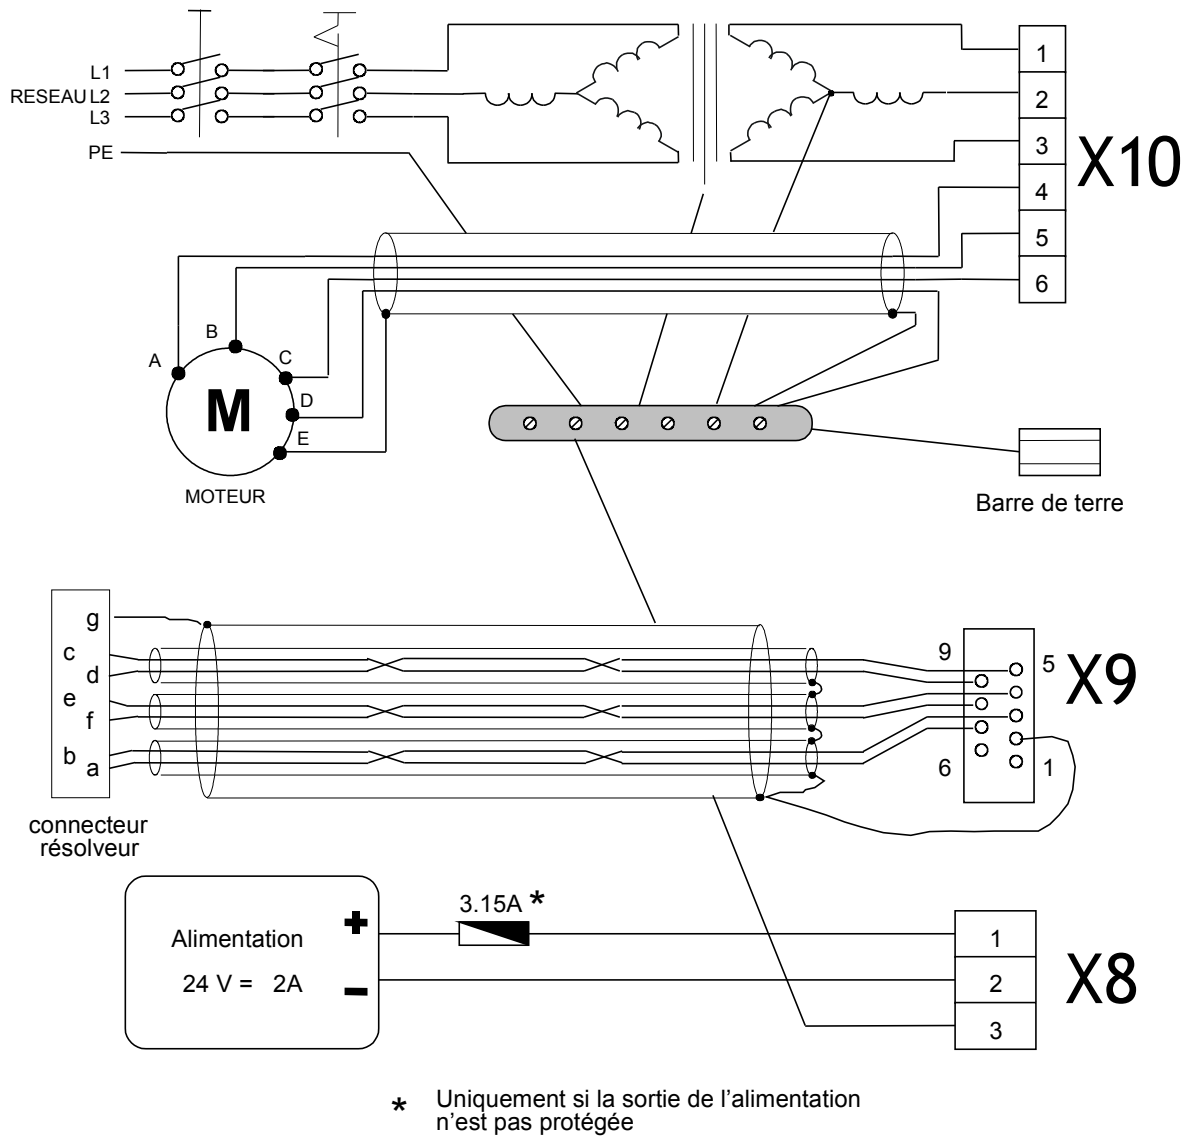 L1
RESEAU L2
L3
PE
1
2
3
4
5
6
X10
A
B
C
D
E
M
MOTEUR
Barre de terre
g
c
d
e
f
b
a
connecteur
résolveur
9
5
6
1
X9
Alimentation
24 V = 2A
+
-
3.15A *
1
2
3
X8
* Uniquement si la sortie de l'alimentation
n'est pas protégée